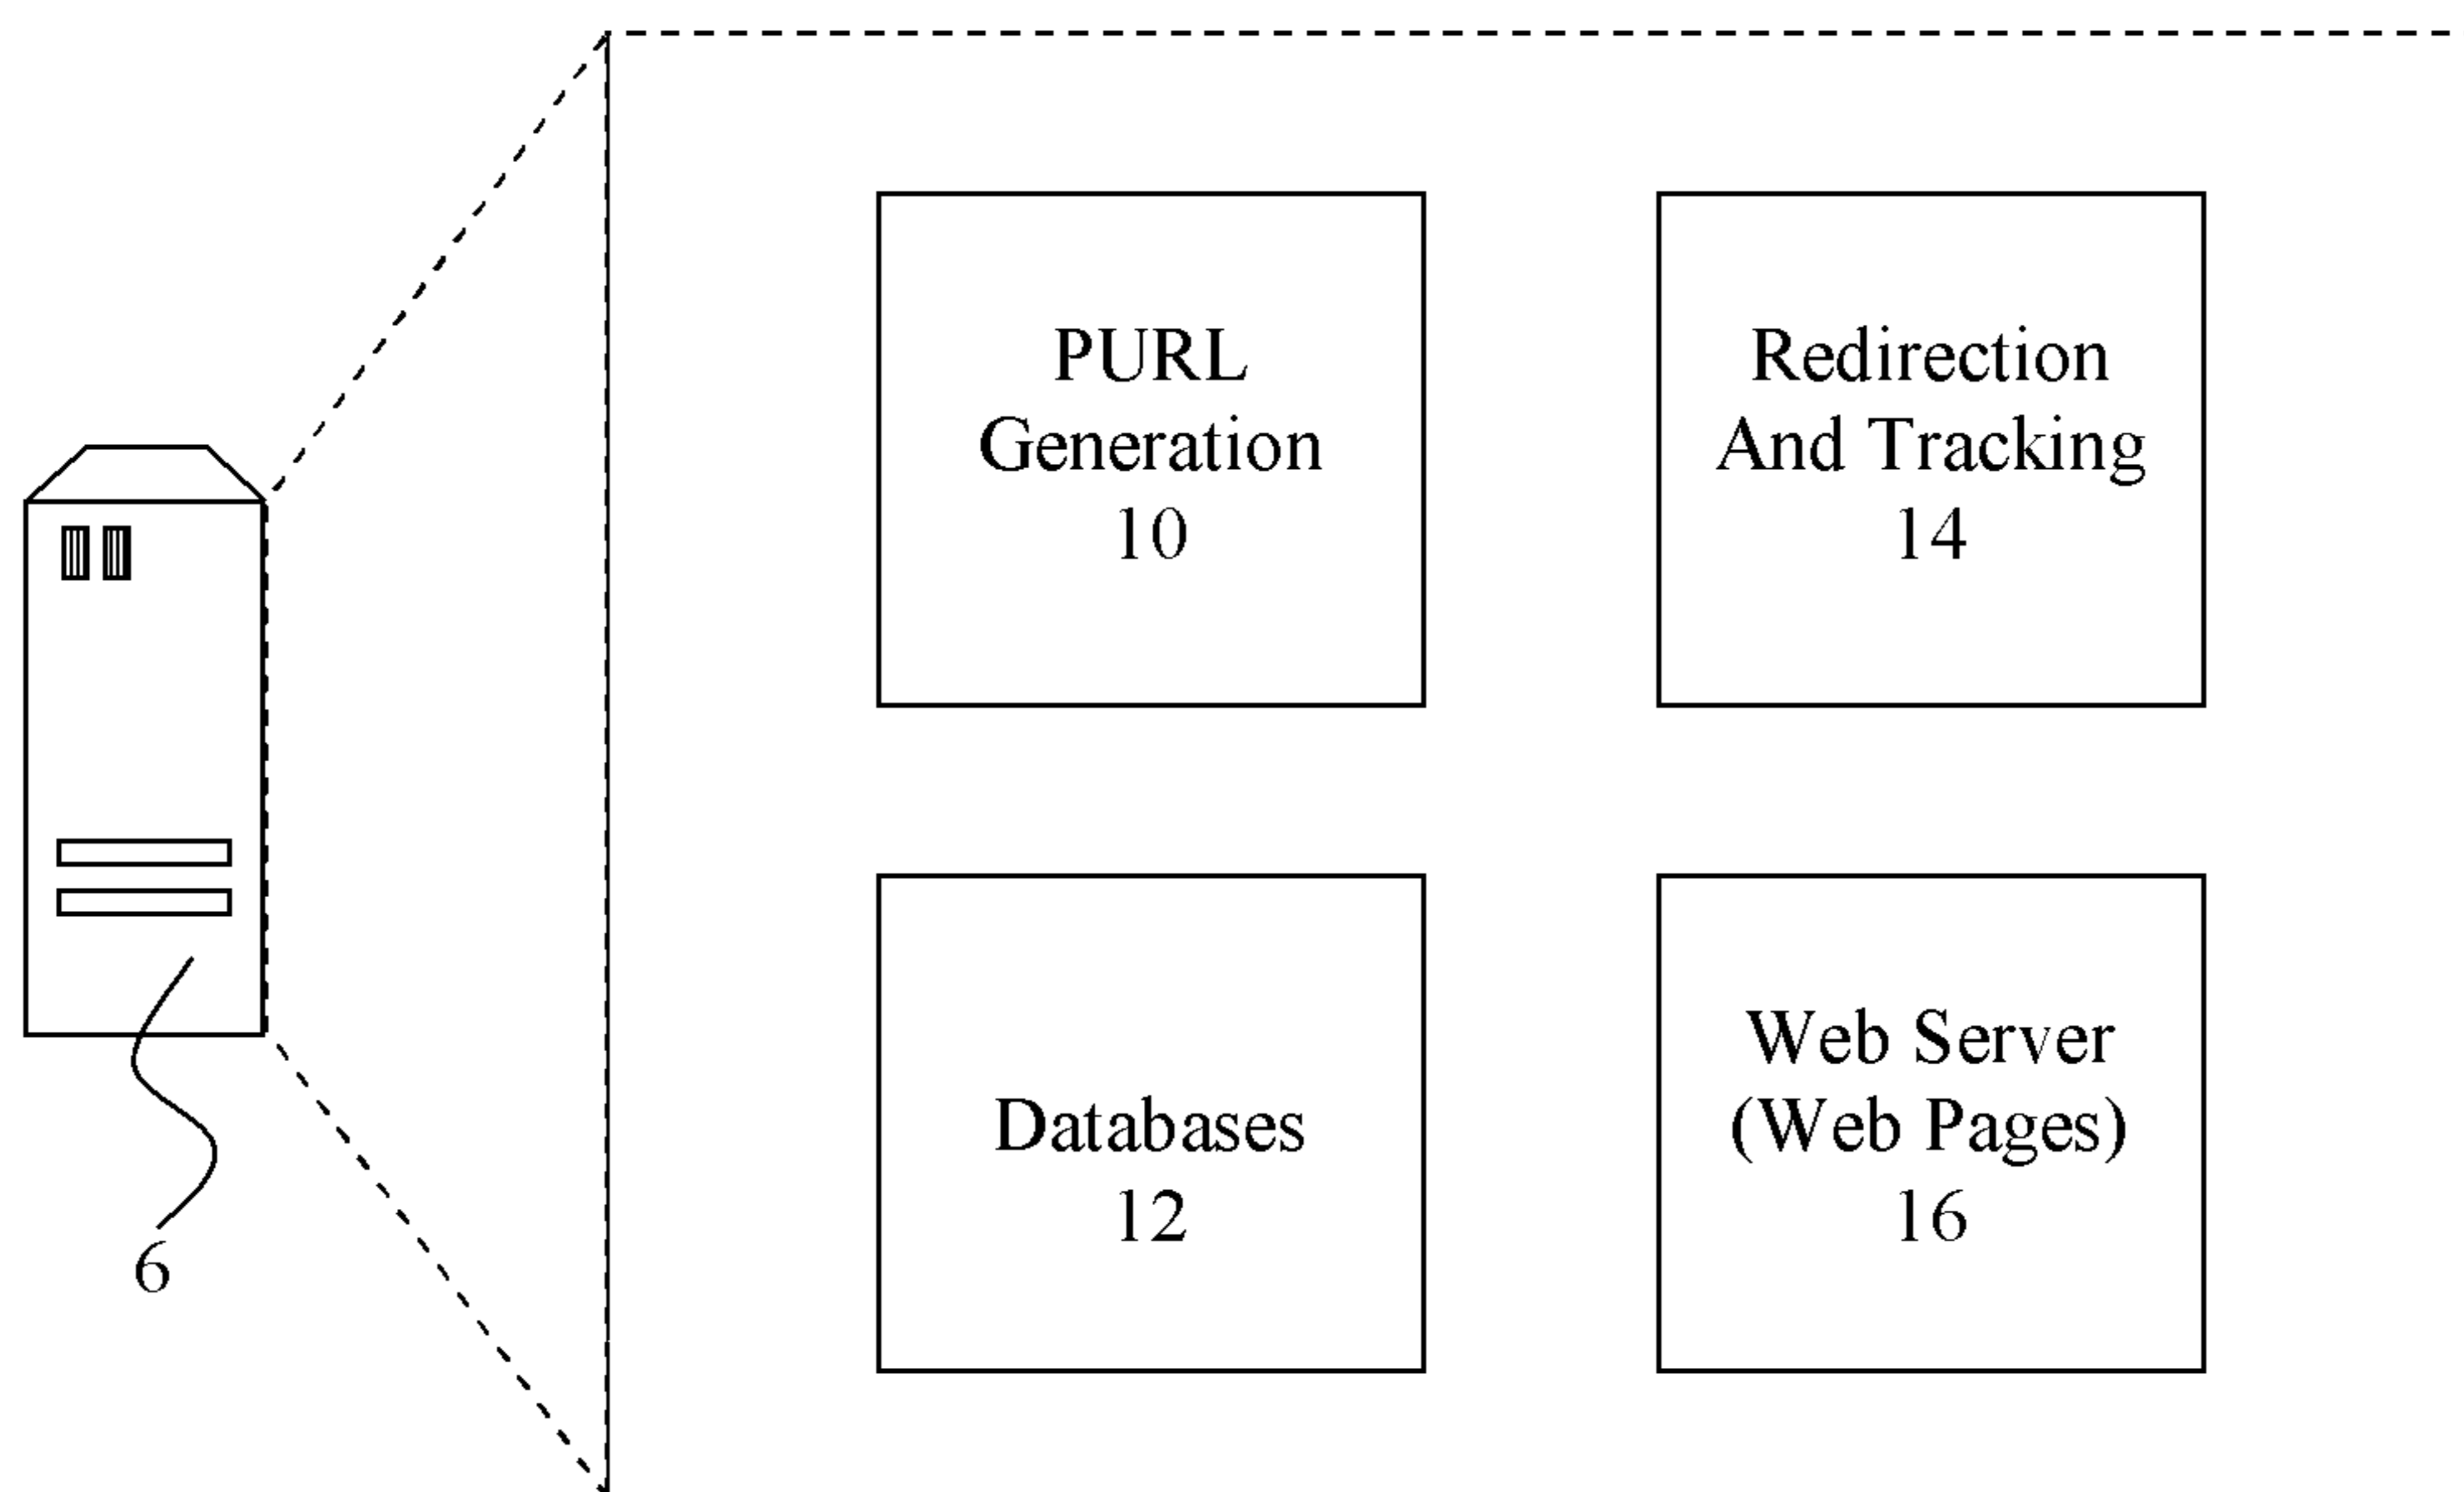 PURL
Generation
10
Redirection
And Tracking
14
Databases
12
Web Server
(Web Pages)
16
6